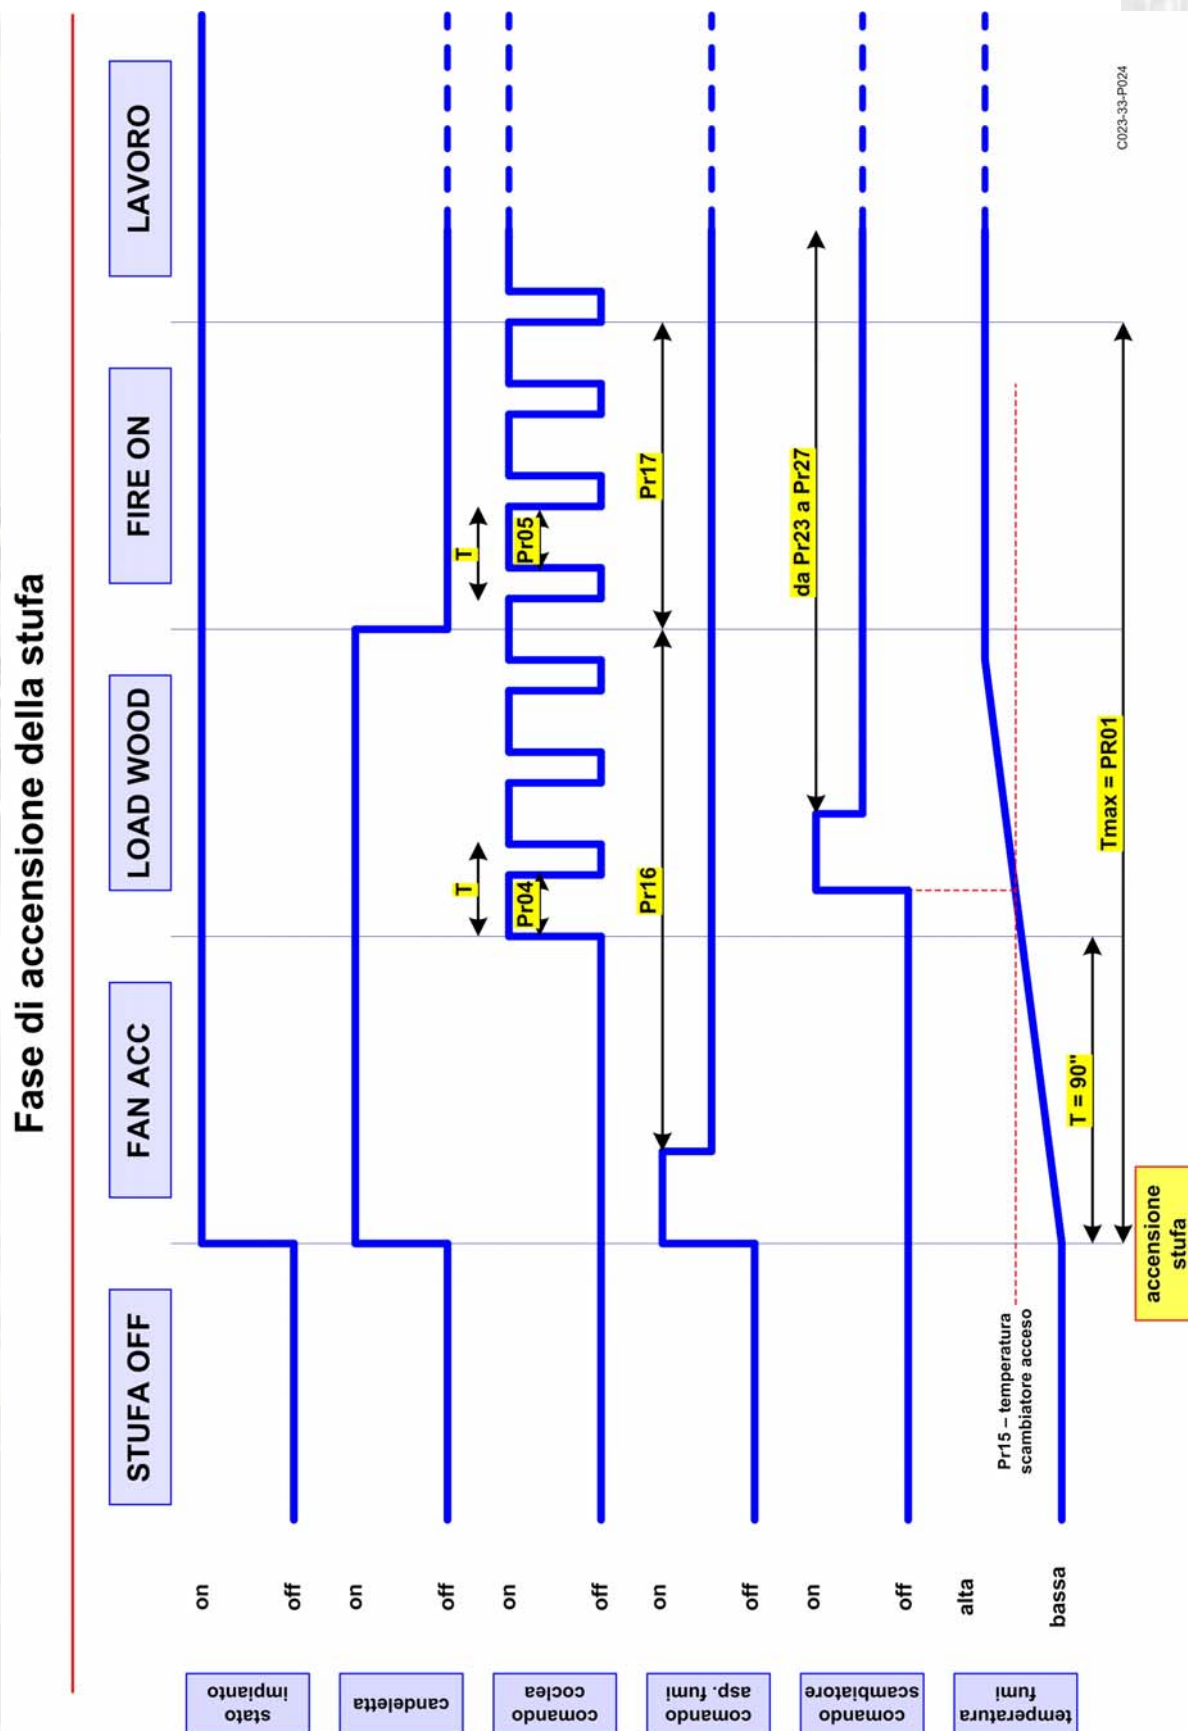 Fase di accensione della stufa
STUFA OFF
FAN ACC
LOAD WOOD
FIRE ON
LAVORO
stato
impianto
on
off
candeletta
on
off
comando
coclea
on
off
T
Pr04
T
Pr05
comando
asp. fumi
on
off
Pr16
Pr17
comando
scambiatore
on
off
da Pr23 a Pr27
temperatura
fumi
alta
bassa
Pr15 – temperatura
scambiatore acceso
T = 90"
Tmax = PR01
accensione
stufa
C023-33-P024